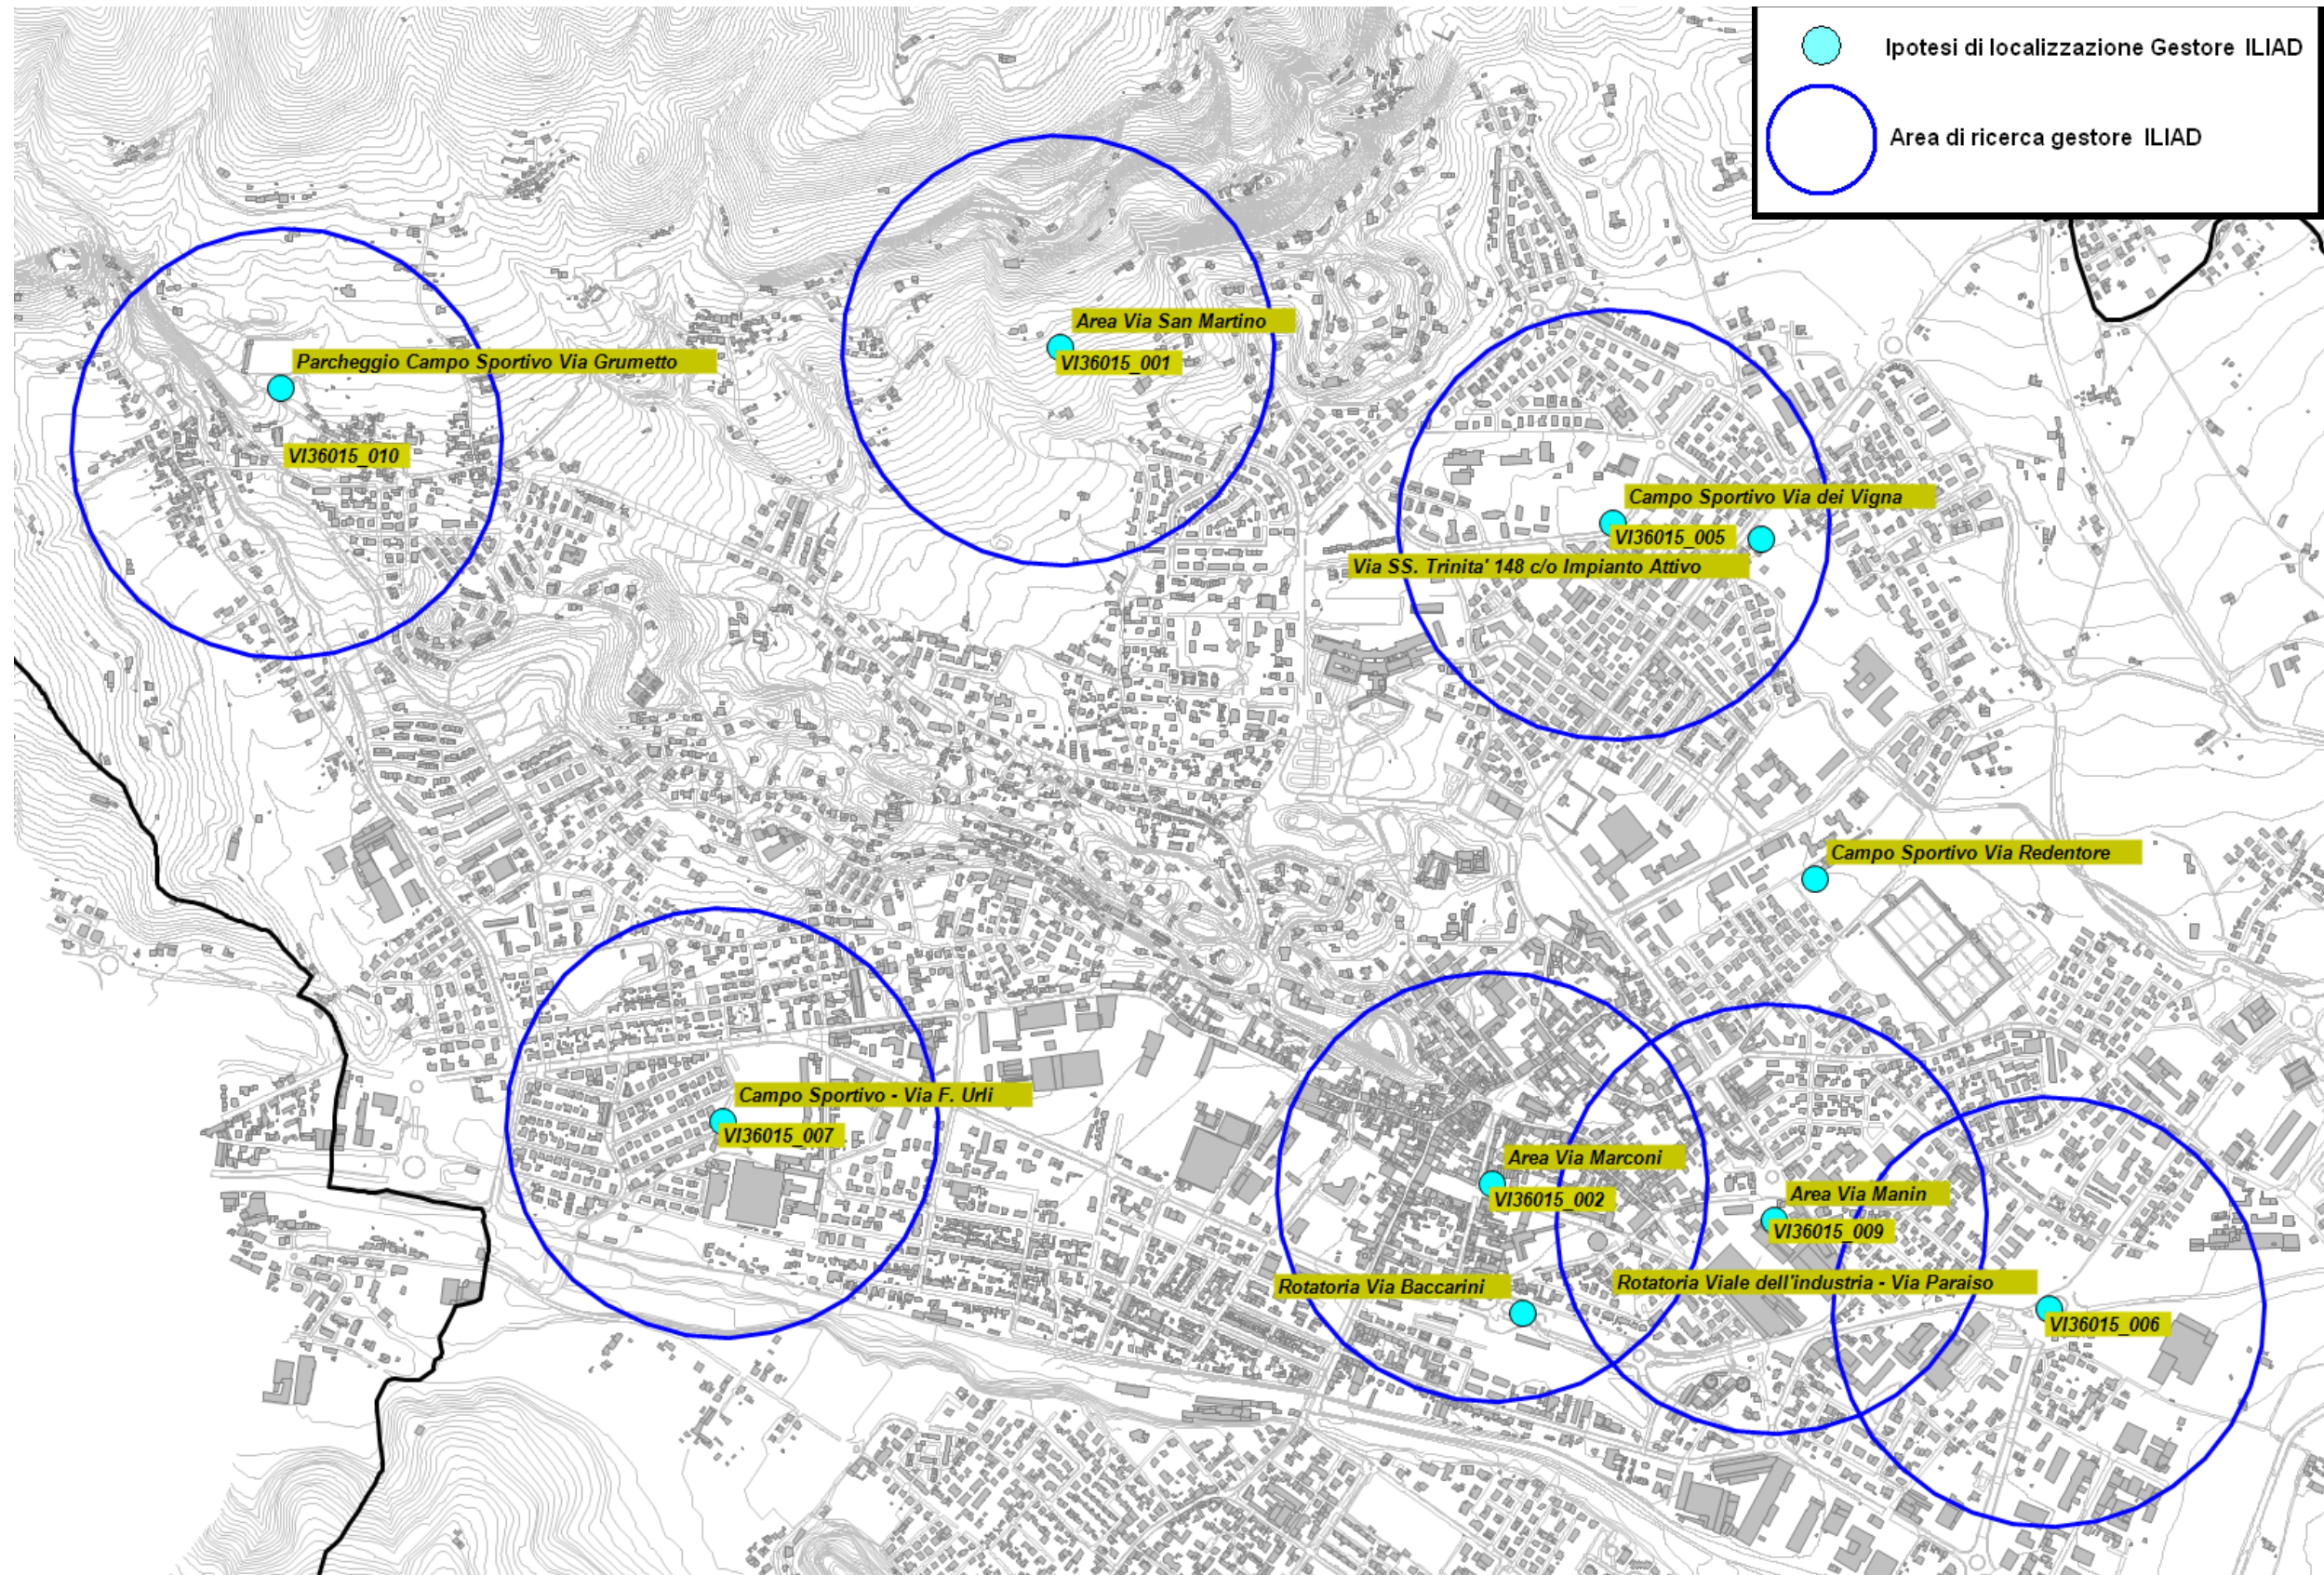 Ipotesi di localizzazione Gestore ILIAD
Area di ricerca gestore ILIAD
Area Via San Martino
VI36015_001
Parcheggio Campo Sportivo Via Grumetto
VI36015_010
Campo Sportivo Via dei Vigna
VI36015_005
Via SS. Trinita' 148 c/o Impianto Attivo
Campo Sportivo Via Redentore
Campo Sportivo - Via F. Urli
VI36015_007
Area Via Marconi
VI36015_002
Area Via Manin
VI36015_009
Rotatoria Via Baccarini
Rotatoria Viale dell'industria - Via Paraiso
VI36015_006